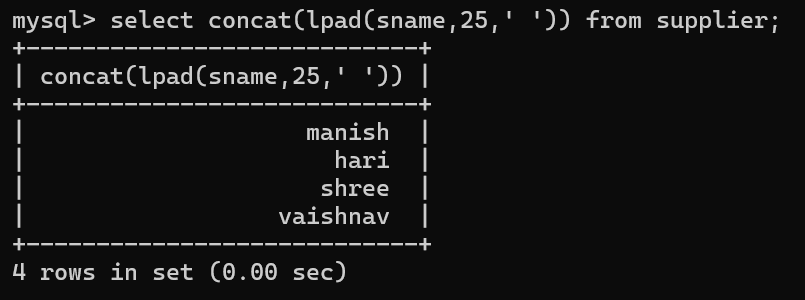 mysql> select concat(lpad(sname,25,' ')) from supplier;
+----------------------------+
| concat(lpad(sname,25,' ')) |
+----------------------------+
|                    manish  |
|                      hari  |
|                     shree  |
|                  vaishnav  |
+----------------------------+
4 rows in set (0.00 sec)